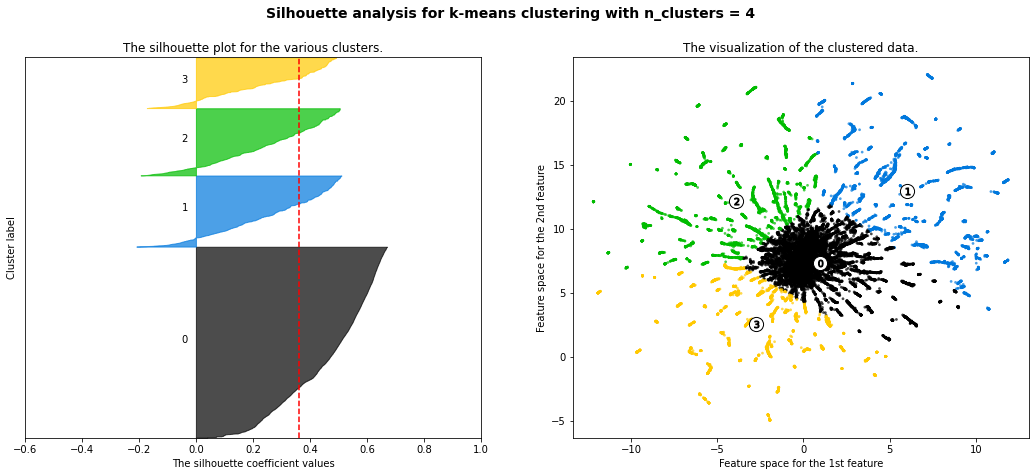 Silhouette analysis for k-means clustering with n_clusters = 4
The silhouette plot for the various clusters.
3
2
1
0
Cluster label
−0.6 −0.4 −0.2 0.0 0.2 0.4 0.6 0.8 1.0
The silhouette coefficient values
The visualization of the clustered data.
20
15
10
5
0
−5
Feature space for the 2nd feature
1
2
0
3
−10 −5 0 5 10
Feature space for the 1st feature